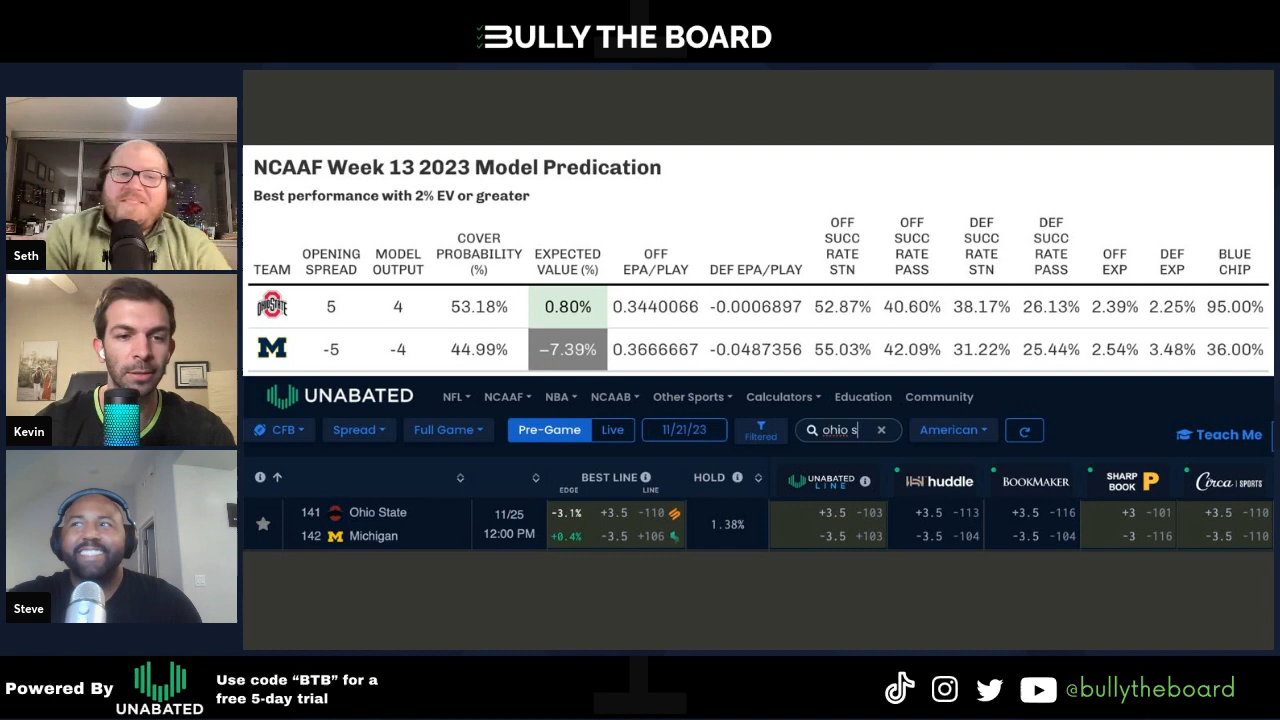 BULLY THE BOARD
Seth
Kevin
Steve
NCAAF Week 13 2023 Model Predication
Best performance with 2% EV or greater
TEAM OPENING SPREAD MODEL OUTPUT COVER PROBABILITY (%) EXPECTED VALUE (%) OFF EPA/PLAY DEF EPA/PLAY OFF SUCC RATE STN OFF SUCC RATE PASS DEF SUCC RATE STN DEF SUCC RATE PASS OFF EXP DEF EXP BLUE CHIP
OHIO STATE 5 4 53.18% 0.80% 0.3440066 -0.0006897 52.87% 40.60% 38.17% 26.13% 2.39% 2.25% 95.00%
M -5 -4 44.99% −7.39% 0.3666667 -0.0487356 55.03% 42.09% 31.22% 25.44% 2.54% 3.48% 36.00%
UNABATED NFL NCAAF NBA NCAAB Other Sports Calculators Education Community
CFB Spread Full Game Pre-Game Live 11/21/23 Filtered ohio s × American Teach Me
BEST LINE HOLD UNABATED LINE huddle BOOKMAKER SHARP BOOK P Circa SPORTS
EDGE LINE
141 Ohio State 11/25 -3.1% +3.5 -110 1.38% +3.5 -103 +3.5 -113 +3.5 -116 +3 -101 +3.5 -110
142 M Michigan 12:00 PM +0.4% -3.5 +106 -3.5 +103 -3.5 -104 -3.5 -104 -3 -116 -3.5 -110
Powered By UNABATED
Use code “BTB” for a
free 5-day trial
@bullytheboard